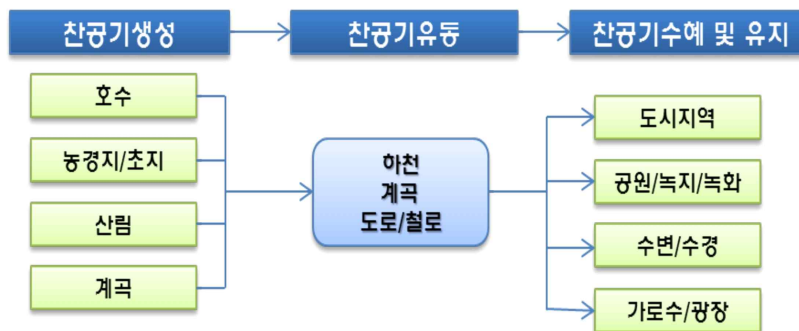 찬공기생성
찬공기유동
찬공기수혜 및 유지
호수
농경지/초지
산림
계곡
하천
계곡
도로/철로
도시지역
공원/녹지/녹화
수변/수경
가로수/광장